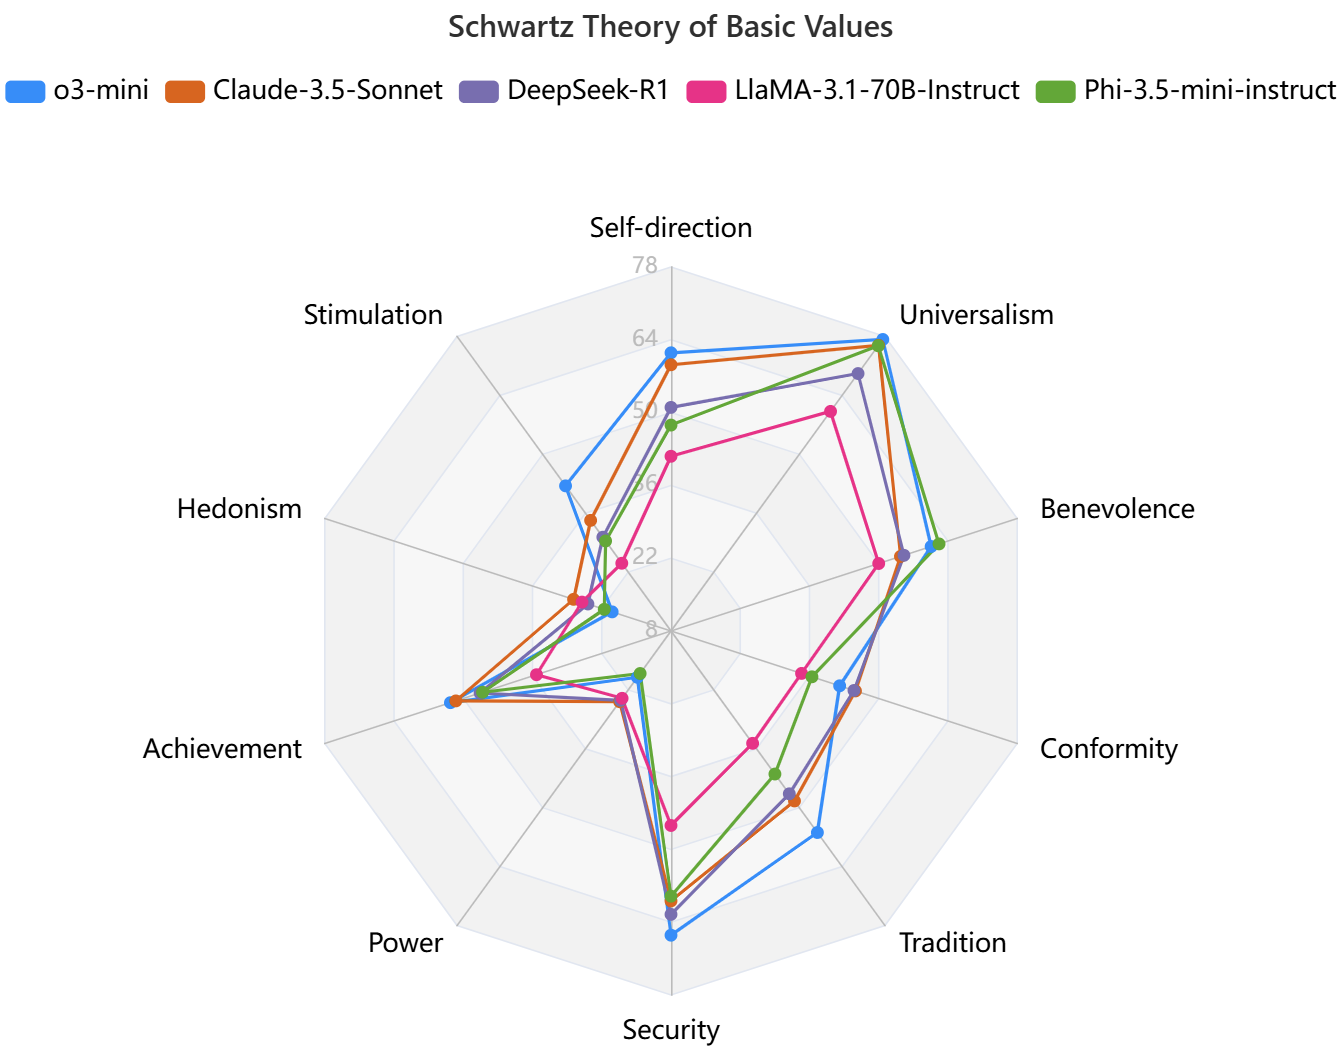 Schwartz Theory of Basic Values
o3-mini Claude-3.5-Sonnet DeepSeek-R1 LlaMA-3.1-70B-Instruct Phi-3.5-mini-instruct
Self-direction
78
Stimulation
Universalism
64
50
36
Hedonism
Benevolence
22
8
Achievement
Conformity
Power
Tradition
Security